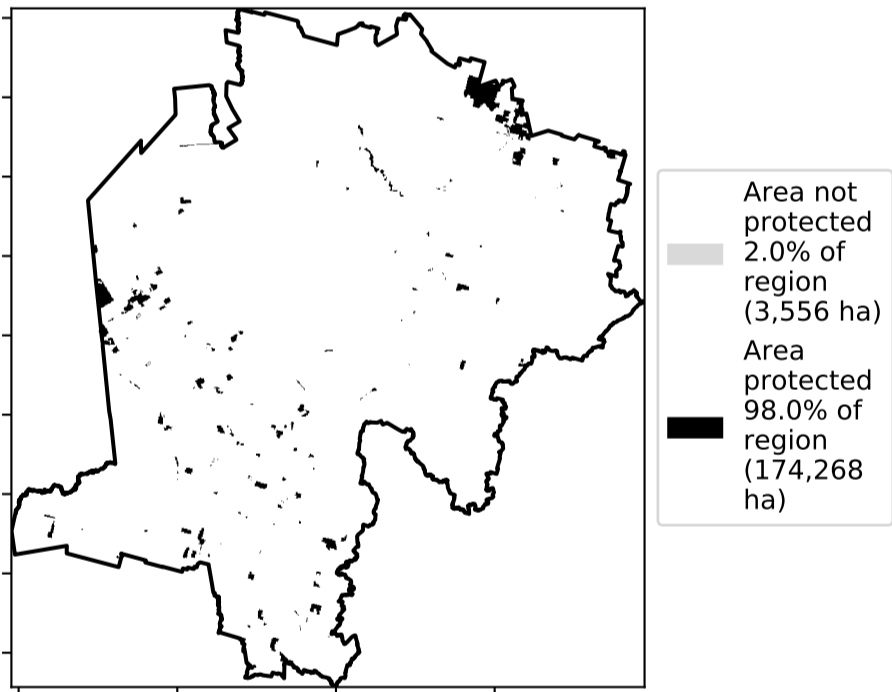 Area not
protected
2.0% of
region
(3,556 ha)
Area
protected
98.0% of
region
(174,268
ha)